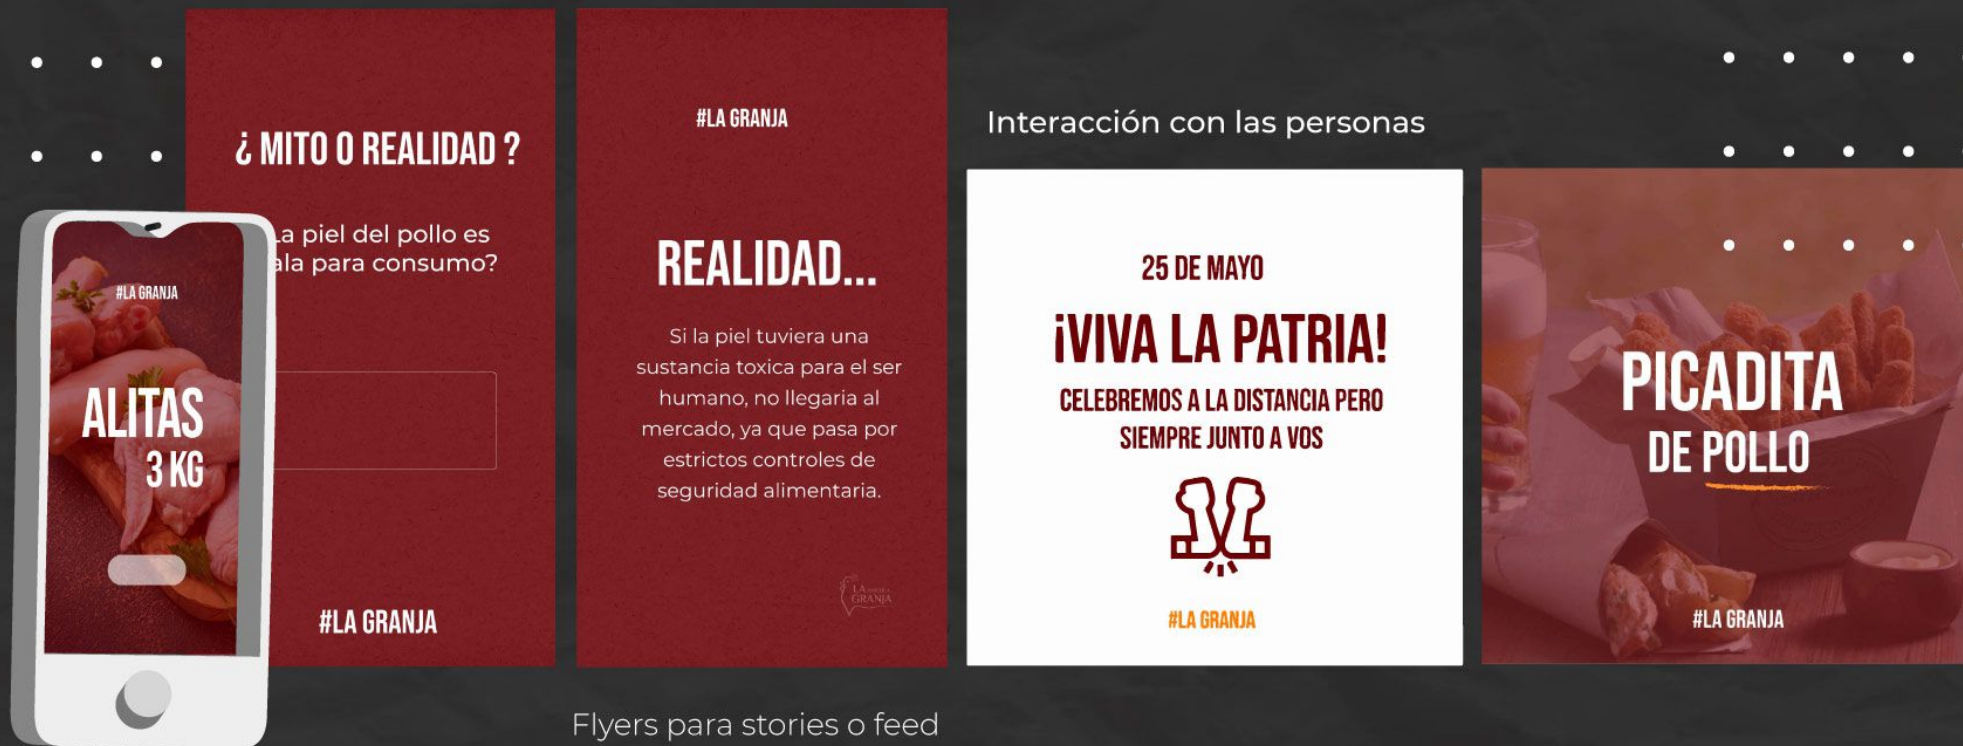 ¿ MITO O REALIDAD ?
La piel del pollo es
ala para consumo?
#LA GRANJA
#LA GRANJA
ALITAS
3 KG
#LA GRANJA
REALIDAD...
Si la piel tuviera una
sustancia toxica para el ser
humano, no llegaria al
mercado, ya que pasa por
estrictos controles de
seguridad alimentaria.
LA
GRANJA
Interacción con las personas
25 DE MAYO
¡VIVA LA PATRIA!
CELEBREMOS A LA DISTANCIA PERO
SIEMPRE JUNTO A VOS
#LA GRANJA
PICADITA
DE POLLO
#LA GRANJA
Flyers para stories o feed